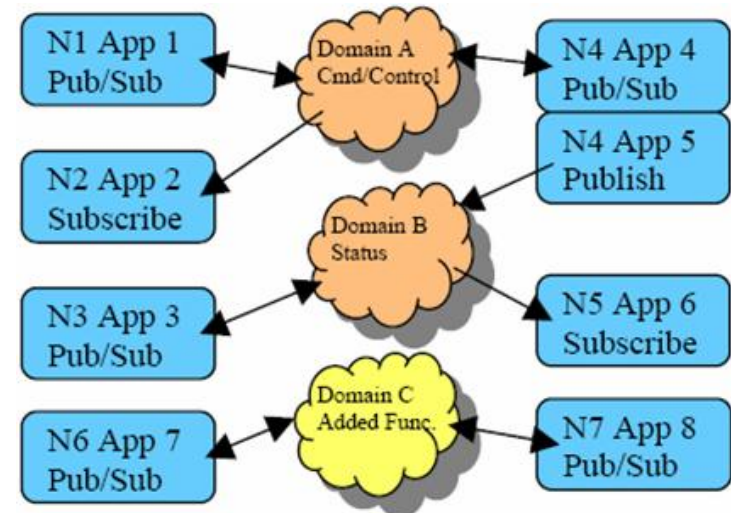 N1 App 1
Pub/Sub
Domain A
Cmd/Control
N4 App 4
Pub/Sub
N2 App 2
Subscribe
N4 App 5
Publish
Domain B
Status
N3 App 3
Pub/Sub
N5 App 6
Subscribe
Domain C
Added Func.
N6 App 7
Pub/Sub
N7 App 8
Pub/Sub